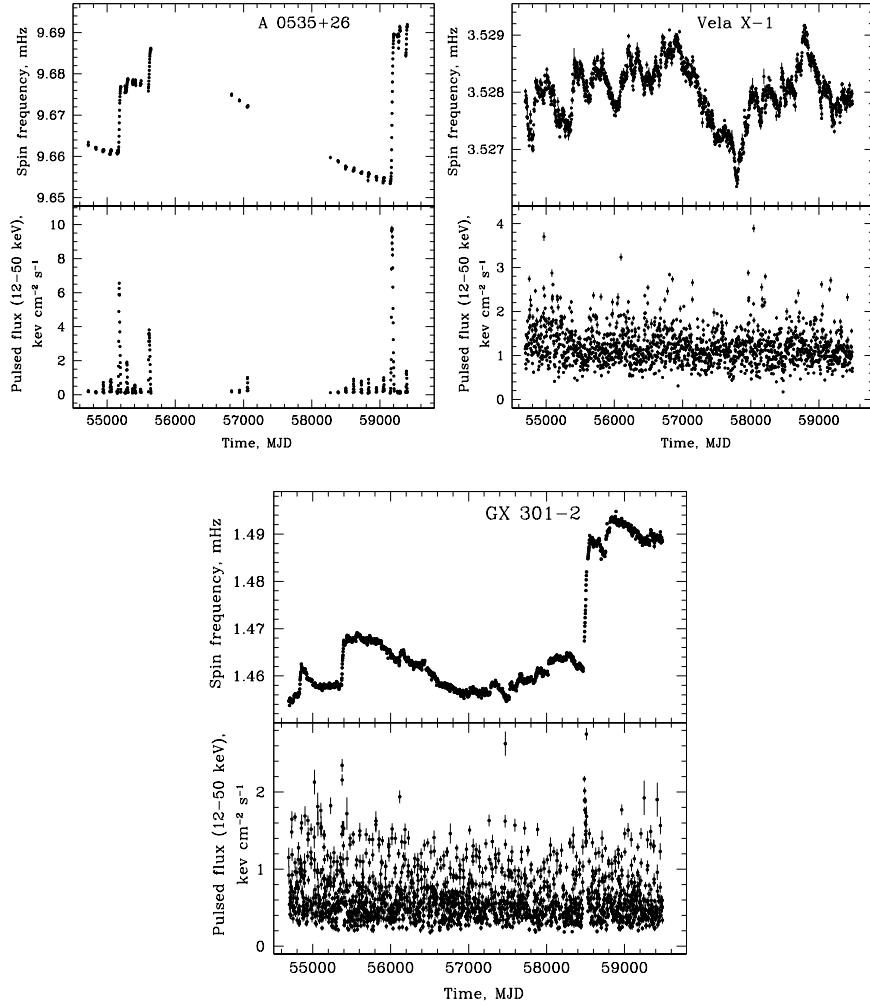 A 0535+26
Spin frequency, mHz
9.69
9.68
9.67
9.66
9.65
Pulsed flux (12−50 keV),
kev cm−2 s−1
10
8
6
4
2
0
55000 56000 57000 58000 59000
Time, MJD
Vela X−1
Spin frequency, mHz
3.529
3.528
3.527
Pulsed flux (12−50 keV),
kev cm−2 s−1
4
3
2
1
0
55000 56000 57000 58000 59000
Time, MJD
GX 301−2
Spin frequency, mHz
1.49
1.48
1.47
1.46
Pulsed flux (12−50 keV),
kev cm−2 s−1
2
1
0
55000 56000 57000 58000 59000
Time, MJD